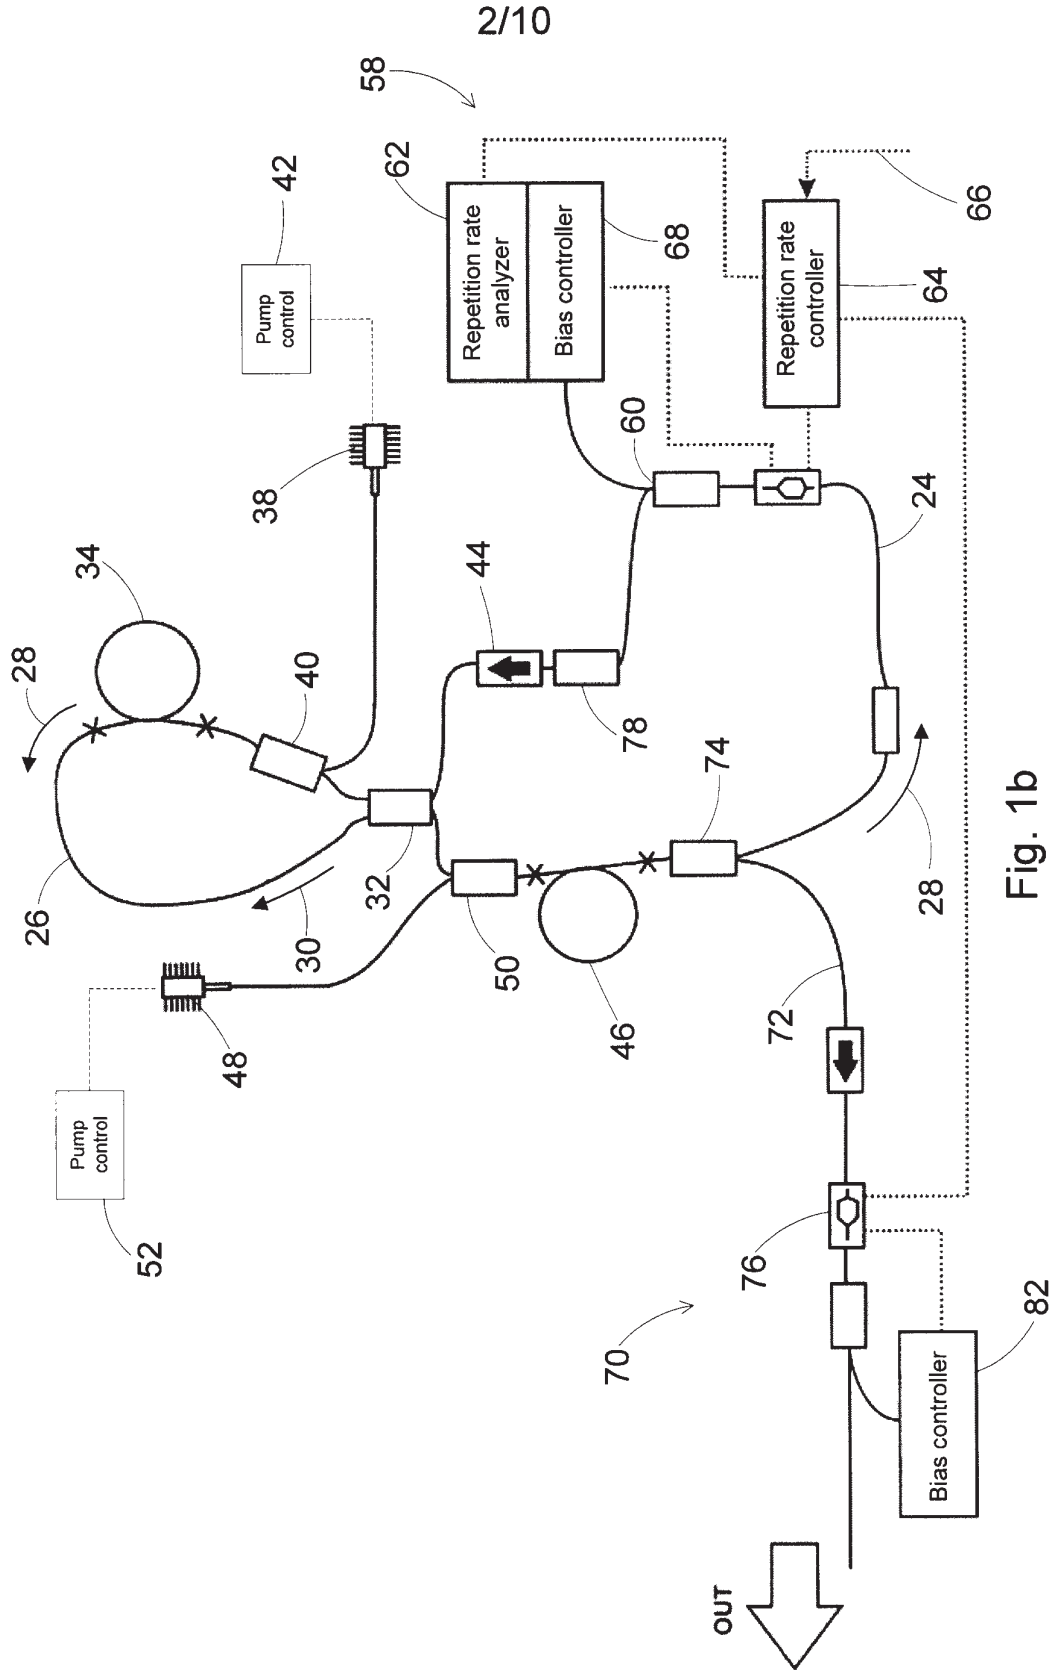 2/10
58
42
62
Pump
control
Repetition rate
analyzer
Bias controller
68
66
Repetition rate
controller
64
38
60
34
44
24
28
40
78
74
26
32
30
50
28
Fig. 1b
48
46
72
Pump
control
52
76
70
82
Bias controller
OUT